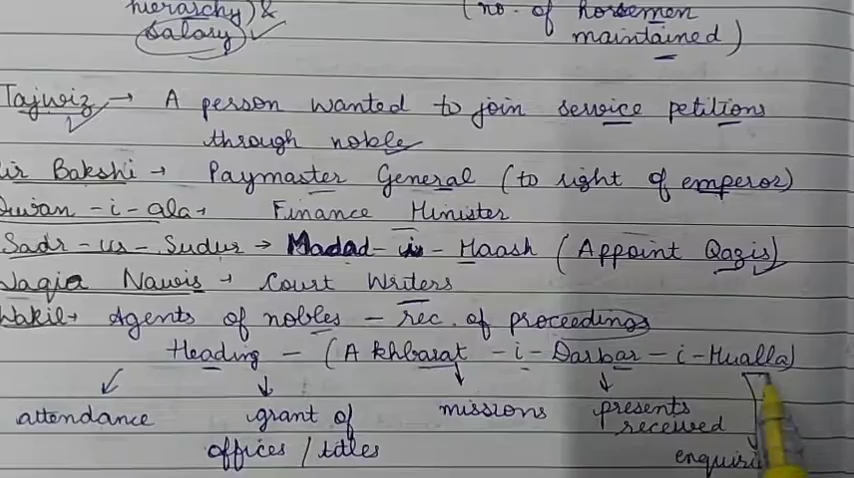 hierarchy) & (no. of horsemen
salary maintained)
Tajwiz → A person wanted to join service petitions
through noble
ir Bakshi → Paymaster General (to right of emperor)
Diwan-i-ala → Finance Minister
Sadr-us-Sudur → Madad-i-Maash (Appoint Qazis)
Waqia Nawis → Court Writers
Wakil → Agents of nobles - rec. of proceedings
Heading - (Akhbarat-i-Darbar-i-Mualla)
attendance grant of missions presents
offices / titles received
enquiri